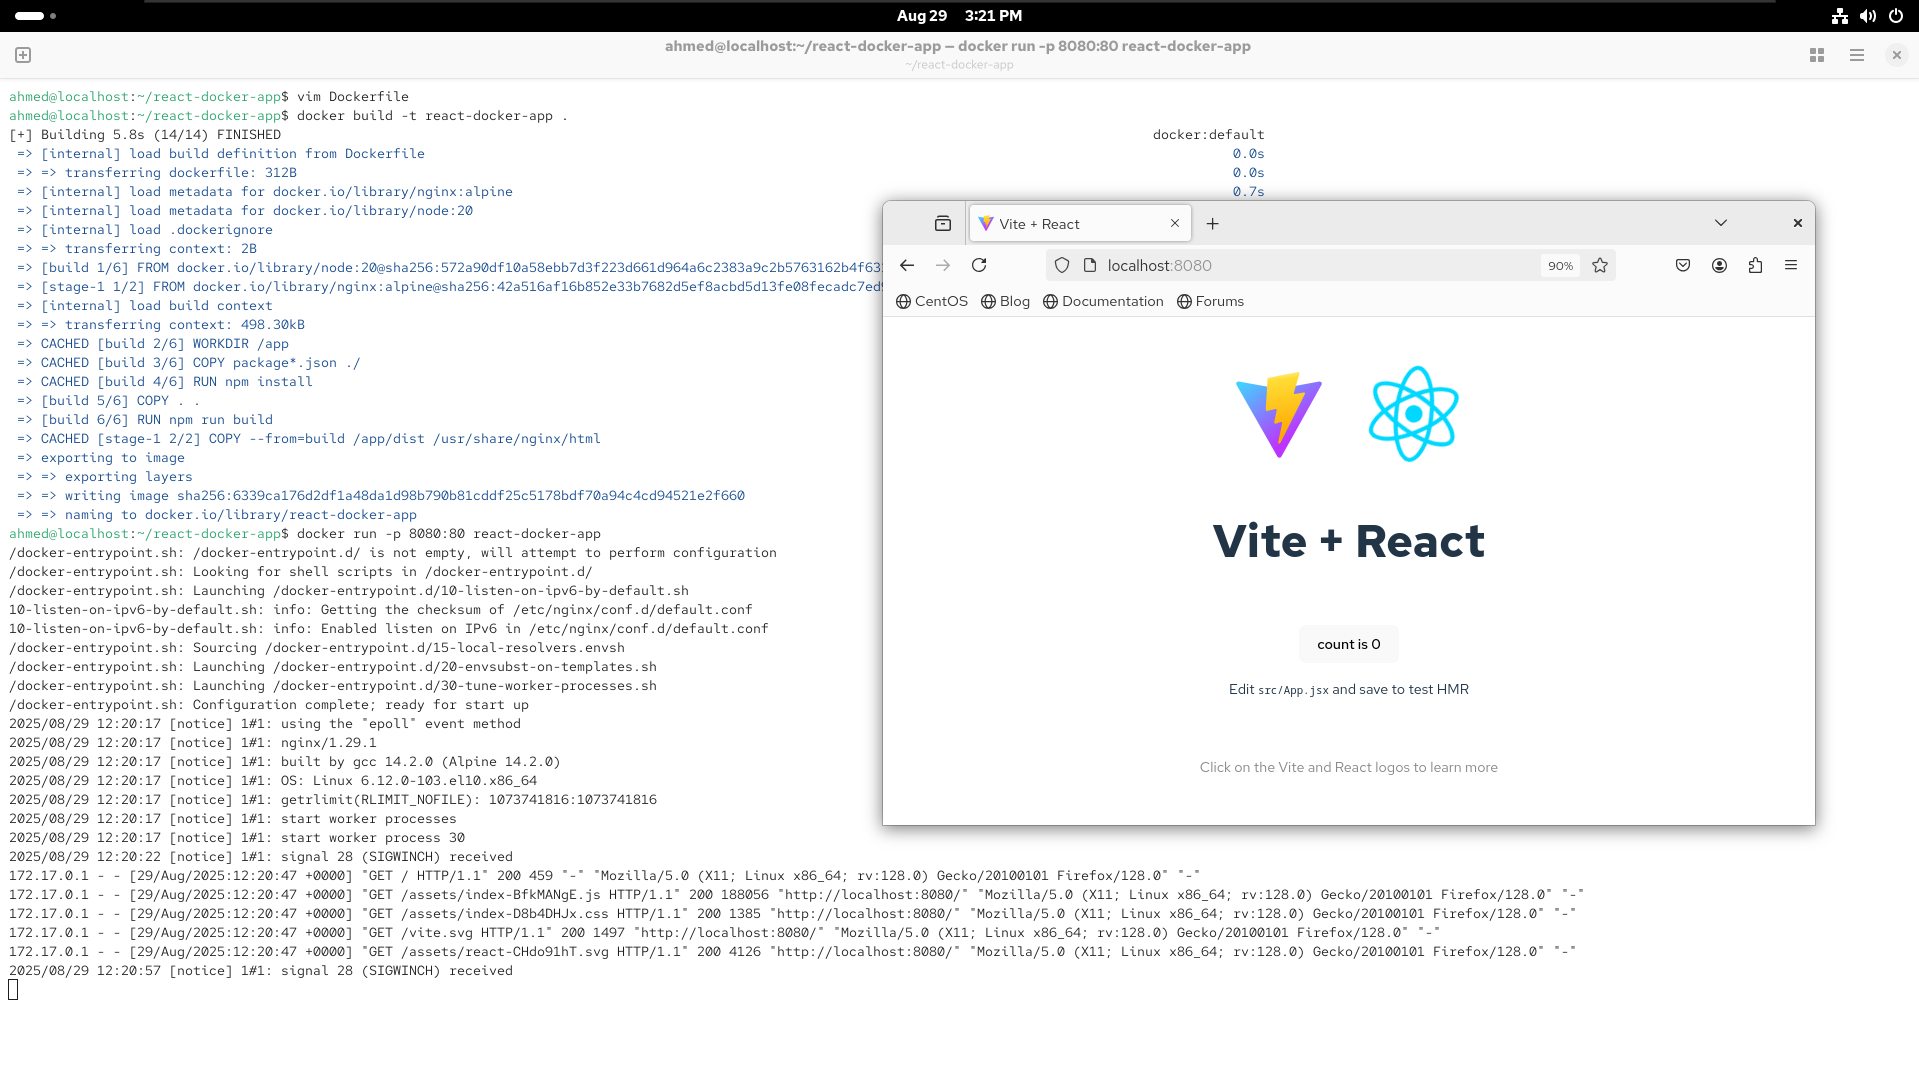 Aug 29 3:21 PM
ahmed@localhost:~/react-docker-app — docker run -p 8080:80 react-docker-app
~/react-docker-app
ahmed@localhost:~/react-docker-app$ vim Dockerfile
ahmed@localhost:~/react-docker-app$ docker build -t react-docker-app .
[+] Building 5.8s (14/14) FINISHED docker:default
=> [internal] load build definition from Dockerfile 0.0s
=> => transferring dockerfile: 312B 0.0s
=> [internal] load metadata for docker.io/library/nginx:alpine 0.7s
=> [internal] load metadata for docker.io/library/node:20
=> [internal] load .dockerignore
=> => transferring context: 2B
=> [build 1/6] FROM docker.io/library/node:20@sha256:572a90df10a58ebb7d3f223d661d964a6c2383a9c2b5763162b4f63
=> [stage-1 1/2] FROM docker.io/library/nginx:alpine@sha256:42a516af16b852e33b7682d5ef8acbd5d13fe08fecadc7ed
=> [internal] load build context
=> => transferring context: 498.30kB
=> CACHED [build 2/6] WORKDIR /app
=> CACHED [build 3/6] COPY package*.json ./
=> CACHED [build 4/6] RUN npm install
=> [build 5/6] COPY . .
=> [build 6/6] RUN npm run build
=> CACHED [stage-1 2/2] COPY --from=build /app/dist /usr/share/nginx/html
=> exporting to image
=> => exporting layers
=> => writing image sha256:6339ca176d2df1a48da1d98b790b81cddf25c5178bdf70a94c4cd94521e2f660
=> => naming to docker.io/library/react-docker-app
ahmed@localhost:~/react-docker-app$ docker run -p 8080:80 react-docker-app
/docker-entrypoint.sh: /docker-entrypoint.d/ is not empty, will attempt to perform configuration
/docker-entrypoint.sh: Looking for shell scripts in /docker-entrypoint.d/
/docker-entrypoint.sh: Launching /docker-entrypoint.d/10-listen-on-ipv6-by-default.sh
10-listen-on-ipv6-by-default.sh: info: Getting the checksum of /etc/nginx/conf.d/default.conf
10-listen-on-ipv6-by-default.sh: info: Enabled listen on IPv6 in /etc/nginx/conf.d/default.conf
/docker-entrypoint.sh: Sourcing /docker-entrypoint.d/15-local-resolvers.envsh
/docker-entrypoint.sh: Launching /docker-entrypoint.d/20-envsubst-on-templates.sh
/docker-entrypoint.sh: Launching /docker-entrypoint.d/30-tune-worker-processes.sh
/docker-entrypoint.sh: Configuration complete; ready for start up
2025/08/29 12:20:17 [notice] 1#1: using the "epoll" event method
2025/08/29 12:20:17 [notice] 1#1: nginx/1.29.1
2025/08/29 12:20:17 [notice] 1#1: built by gcc 14.2.0 (Alpine 14.2.0)
2025/08/29 12:20:17 [notice] 1#1: OS: Linux 6.12.0-103.el10.x86_64
2025/08/29 12:20:17 [notice] 1#1: getrlimit(RLIMIT_NOFILE): 1073741816:1073741816
2025/08/29 12:20:17 [notice] 1#1: start worker processes
2025/08/29 12:20:17 [notice] 1#1: start worker process 30
2025/08/29 12:20:22 [notice] 1#1: signal 28 (SIGWINCH) received
172.17.0.1 - - [29/Aug/2025:12:20:47 +0000] "GET / HTTP/1.1" 200 459 "-" "Mozilla/5.0 (X11; Linux x86_64; rv:128.0) Gecko/20100101 Firefox/128.0" "-"
172.17.0.1 - - [29/Aug/2025:12:20:47 +0000] "GET /assets/index-BfkMANgE.js HTTP/1.1" 200 188056 "http://localhost:8080/" "Mozilla/5.0 (X11; Linux x86_64; rv:128.0) Gecko/20100101 Firefox/128.0" "-"
172.17.0.1 - - [29/Aug/2025:12:20:47 +0000] "GET /assets/index-D8b4DHJx.css HTTP/1.1" 200 1385 "http://localhost:8080/" "Mozilla/5.0 (X11; Linux x86_64; rv:128.0) Gecko/20100101 Firefox/128.0" "-"
172.17.0.1 - - [29/Aug/2025:12:20:47 +0000] "GET /vite.svg HTTP/1.1" 200 1497 "http://localhost:8080/" "Mozilla/5.0 (X11; Linux x86_64; rv:128.0) Gecko/20100101 Firefox/128.0" "-"
172.17.0.1 - - [29/Aug/2025:12:20:47 +0000] "GET /assets/react-CHdo91hT.svg HTTP/1.1" 200 4126 "http://localhost:8080/" "Mozilla/5.0 (X11; Linux x86_64; rv:128.0) Gecko/20100101 Firefox/128.0" "-"
2025/08/29 12:20:57 [notice] 1#1: signal 28 (SIGWINCH) received
Vite + React
localhost:8080 90%
CentOS Blog Documentation Forums
Vite + React
count is 0
Edit src/App.jsx and save to test HMR
Click on the Vite and React logos to learn more